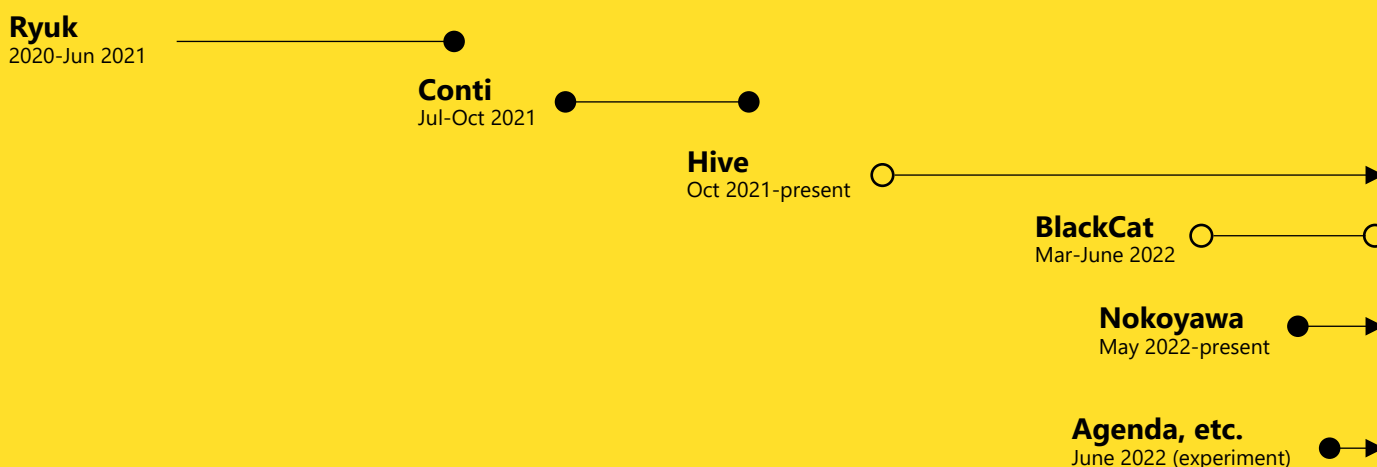 Ryuk
2020-Jun 2021
Conti
Jul-Oct 2021
Hive
Oct 2021-present
BlackCat
Mar-June 2022
Nokoyawa
May 2022-present
Agenda, etc.
June 2022 (experiment)